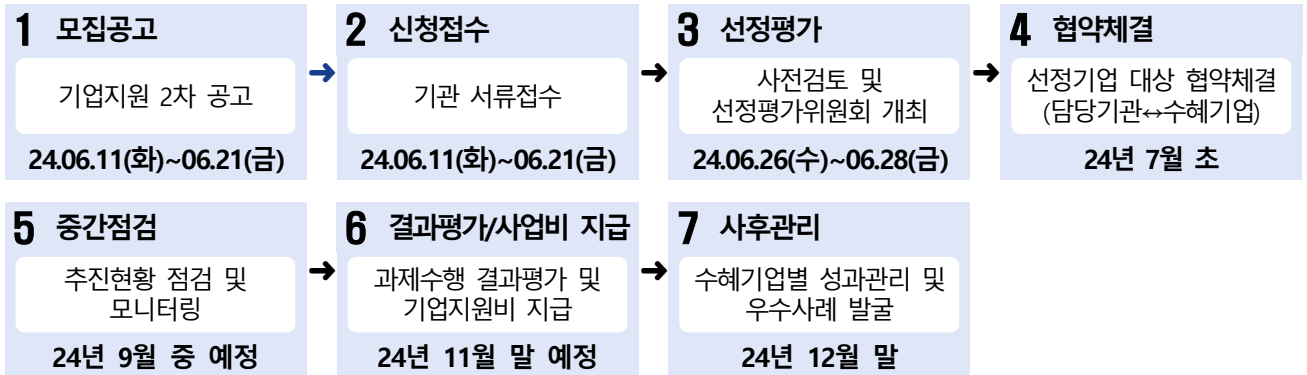 1 모집공고
기업지원 2차 공고
24.06.11(화)~06.21(금)
➜
2 신청접수
기관 서류접수
24.06.11(화)~06.21(금)
➜
3 선정평가
사전검토 및
선정평가위원회 개최
24.06.26(수)~06.28(금)
➜
4 협약체결
선정기업 대상 협약체결
(담당기관↔수혜기업)
24년 7월 초
5 중간점검
추진현황 점검 및
모니터링
24년 9월 중 예정
➜
6 결과평가/사업비 지급
과제수행 결과평가 및
기업지원비 지급
24년 11월 말 예정
➜
7 사후관리
수혜기업별 성과관리 및
우수사례 발굴
24년 12월 말